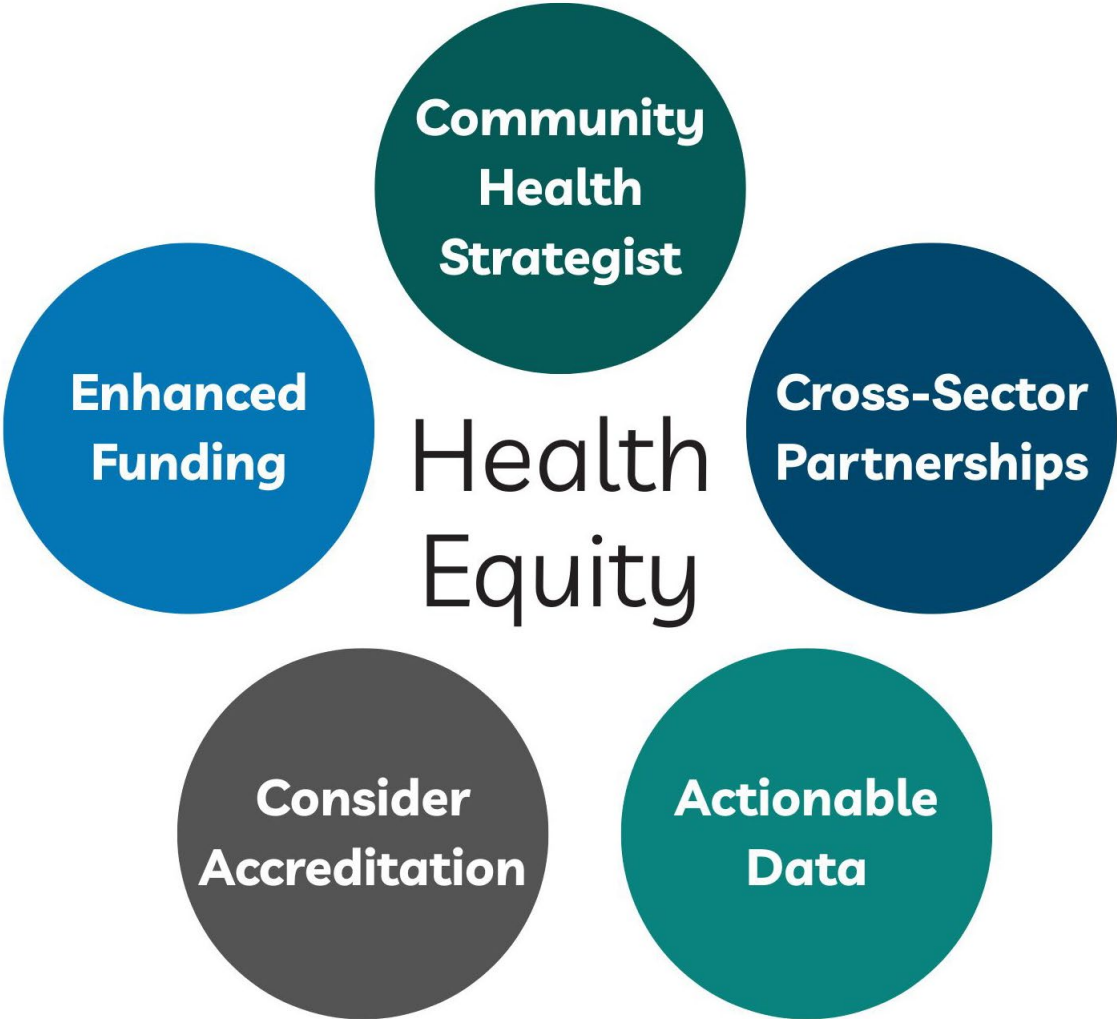 Community
Health
Strategist
Enhanced
Funding
Health
Equity
Cross-Sector
Partnerships
Consider
Accreditation
Actionable
Data